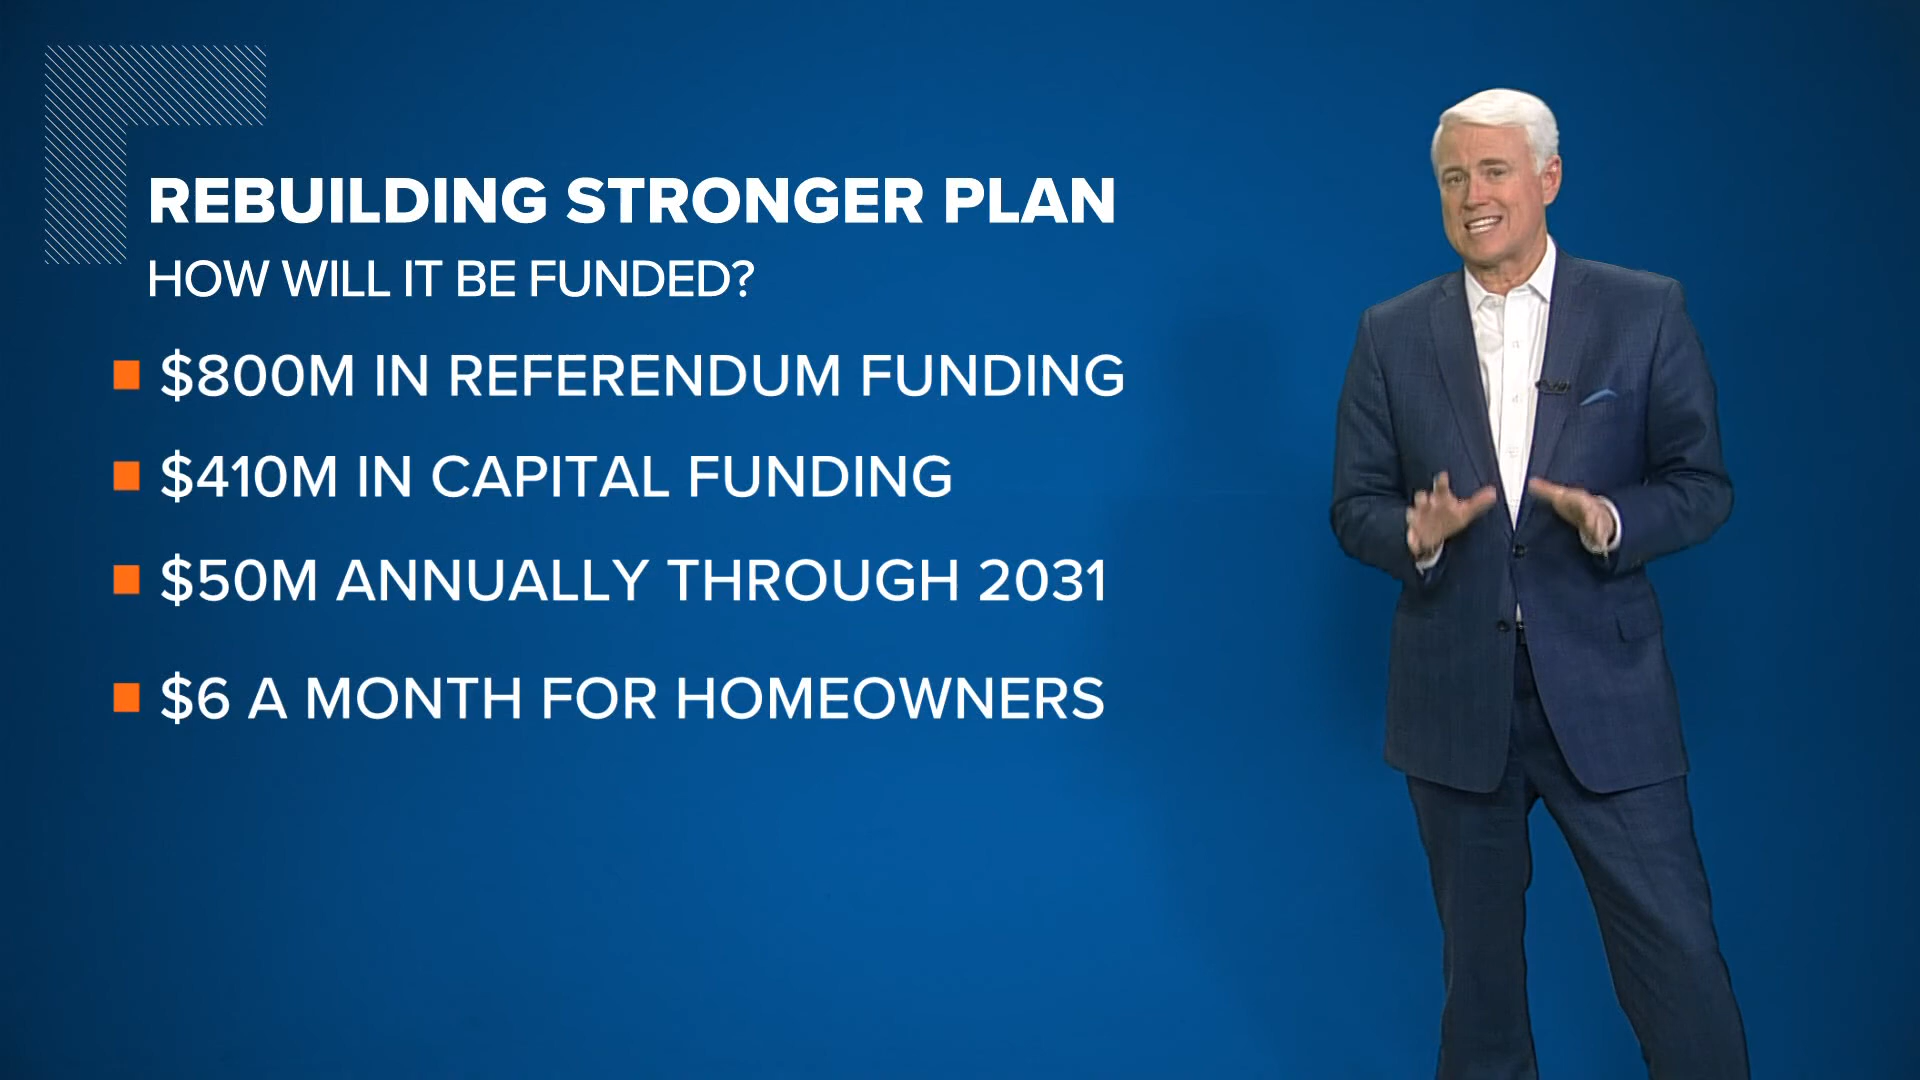 REBUILDING STRONGER PLAN
HOW WILL IT BE FUNDED?
$800M IN REFERENDUM FUNDING
$410M IN CAPITAL FUNDING
$50M ANNUALLY THROUGH 2031
$6 A MONTH FOR HOMEOWNERS